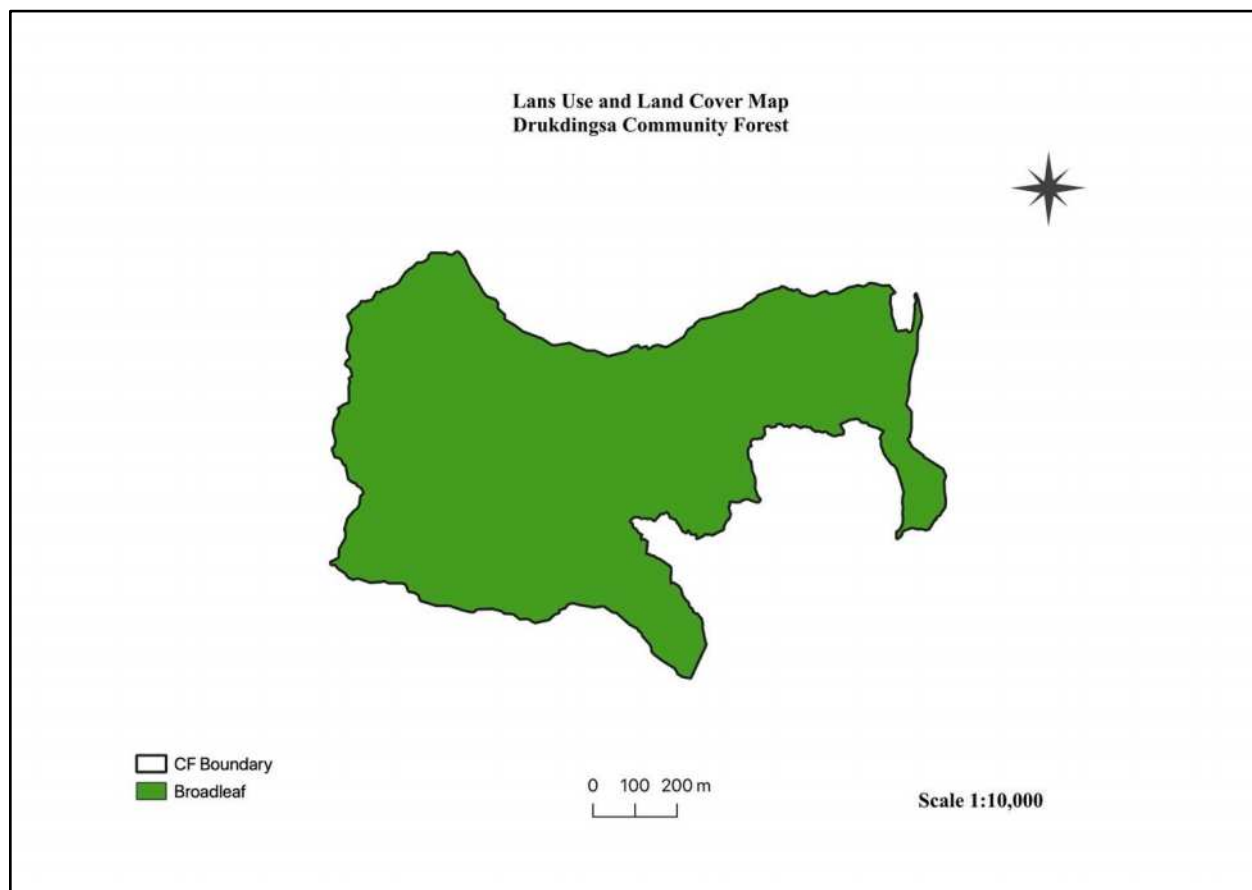 Lans Use and Land Cover Map
Drukdingsa Community Forest
CF Boundary
Broadleaf
0 100 200 m
Scale 1:10,000